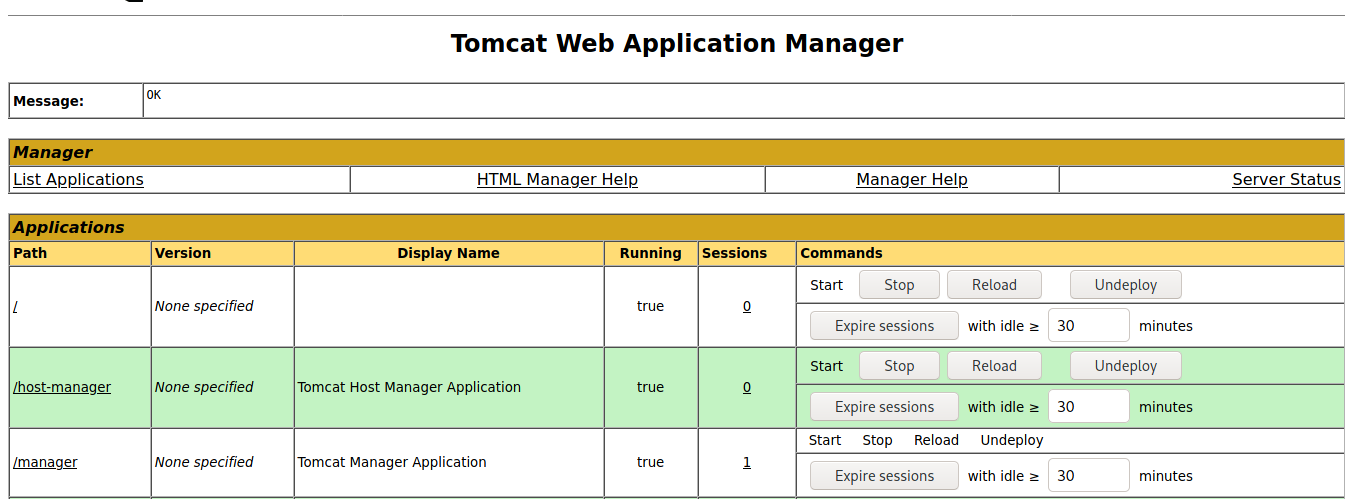 Tomcat Web Application Manager
Message: OK
Manager
List Applications HTML Manager Help Manager Help Server Status
Applications
Path Version Display Name Running Sessions Commands
Start Stop Reload Undeploy
/ None specified true 0
Expire sessions with idle ≥ 30 minutes
Start Stop Reload Undeploy
/host-manager None specified Tomcat Host Manager Application true 0
Expire sessions with idle ≥ 30 minutes
Start Stop Reload Undeploy
/manager None specified Tomcat Manager Application true 1
Expire sessions with idle ≥ 30 minutes